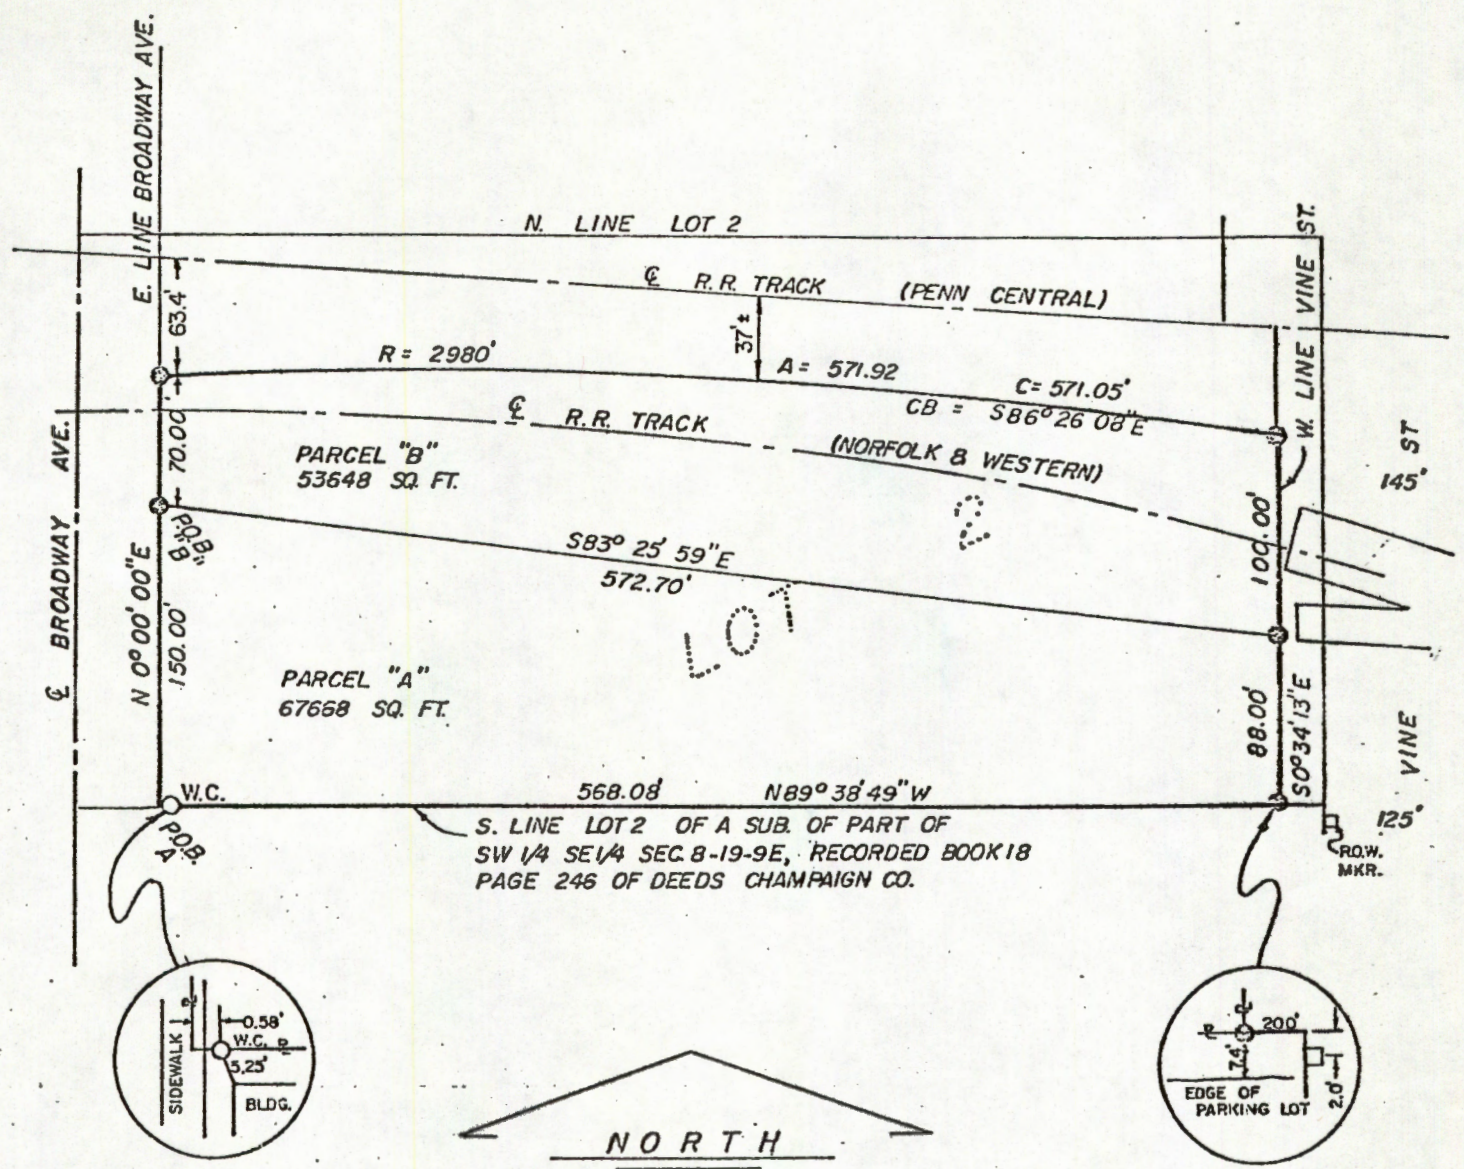 E. LINE BROADWAY AVE.
N. LINE LOT 2
℄ R.R. TRACK (PENN CENTRAL)
W. LINE VINE ST.
63.4'
37'±
R = 2980'
A = 571.92
C = 571.05'
CB = S86° 26' 08"E
℄ R.R. TRACK (NORFOLK & WESTERN)
70.00'
PARCEL "B"
53648 SQ. FT.
℄ BROADWAY AVE.
P.O.B.
"B"
S83° 25' 59"E
572.70'
LOT 2
100.00'
145'
VINE ST
N 0° 00' 00"E
150.00'
PARCEL "A"
67668 SQ. FT.
88.00'
S0° 34' 13"E
125'
R.O.W.
MKR.
W.C.
568.08' N89° 38' 49"W
P.O.B.
A
S. LINE LOT 2 OF A SUB. OF PART OF
SW 1/4 SE 1/4 SEC. 8-19-9E, RECORDED BOOK 18
PAGE 246 OF DEEDS CHAMPAIGN CO.
SIDEWALK
0.58'
W.C.
5.25'
BLDG.
20.0'
7.4'
2.0'
EDGE OF
PARKING LOT
NORTH